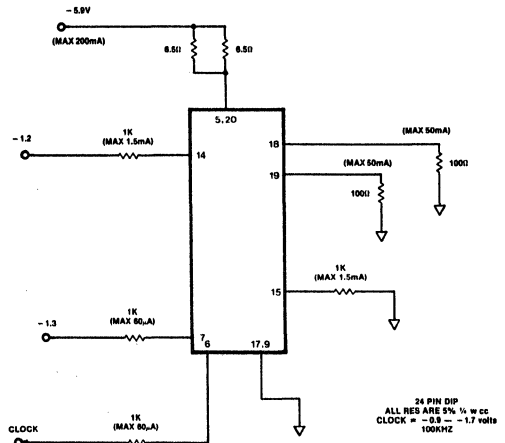 – 5.9V
(MAX 200mA)
6.5Ω
6.5Ω
5,20
– 1.2
1K
(MAX 1.5mA)
14
18
(MAX 50mA)
100Ω
19
(MAX 50mA)
100Ω
15
1K
(MAX 1.5mA)
– 1.3
1K
(MAX 60μA)
7
6
17,9
CLOCK
1K
(MAX 60μA)
24 PIN DIP
ALL RES ARE 5% ¼ w cc
CLOCK = –0.9 — –1.7 volts
100KHZ